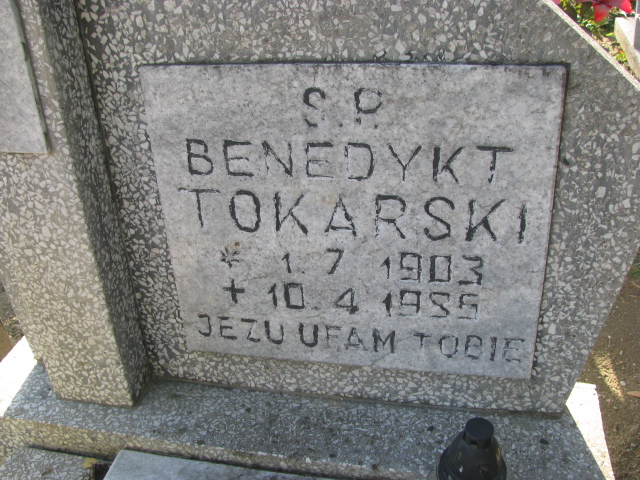 Ś.P.
BENEDYKT
TOKARSKI
* 1.7 1903
+ 10.4.1955
JEZU UFAM TOBIE